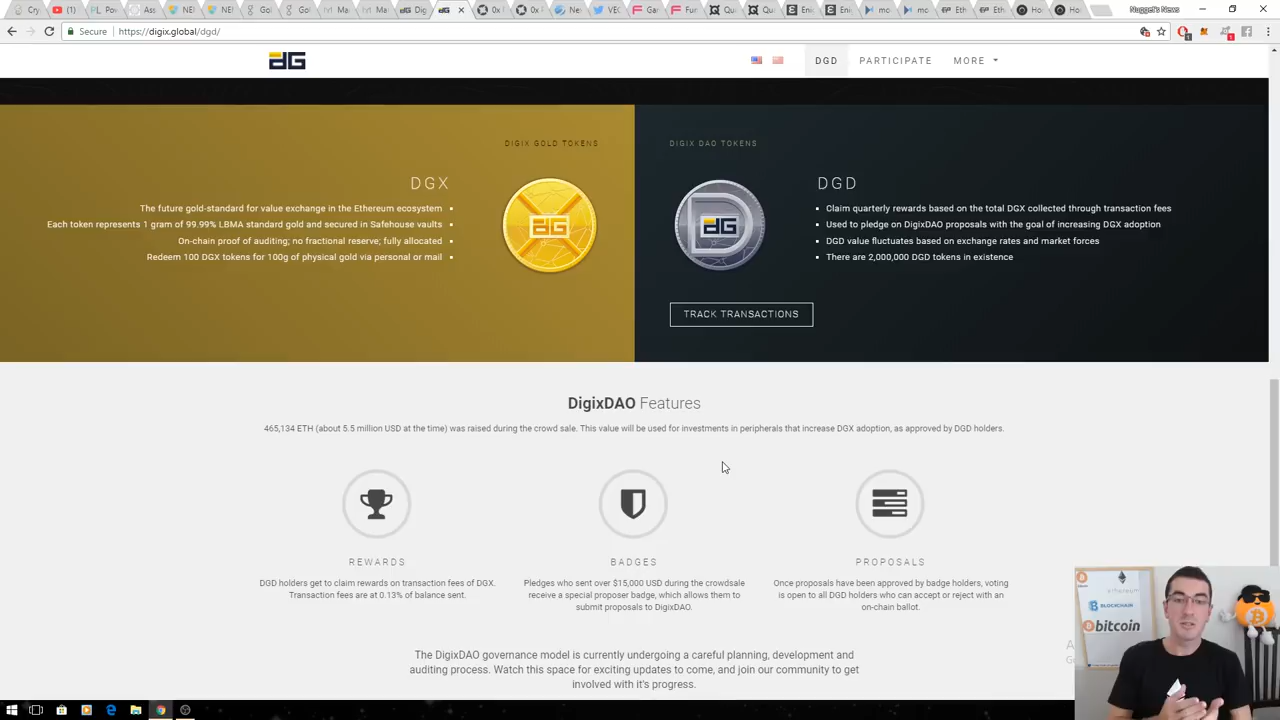 Nugget's News
Secure
https://digix.global/dgd/
DGD
PARTICIPATE
MORE
DIGIX GOLD TOKENS
DGX
The future gold-standard for value exchange in the Ethereum ecosystem
Each token represents 1 gram of 99.99% LBMA standard gold and secured in Safehouse vaults
On-chain proof of auditing; no fractional reserve; fully allocated
Redeem 100 DGX tokens for 100g of physical gold via personal or mail
DIGIX DAO TOKENS
DGD
Claim quarterly rewards based on the total DGX collected through transaction fees
Used to pledge on DigixDAO proposals with the goal of increasing DGX adoption
DGD value fluctuates based on exchange rates and market forces
There are 2,000,000 DGD tokens in existence
TRACK TRANSACTIONS
DigixDAO Features
465,134 ETH (about 5.5 million USD at the time) was raised during the crowd sale. This value will be used for investments in peripherals that increase DGX adoption, as approved by DGD holders.
REWARDS
DGD holders get to claim rewards on transaction fees of DGX.
Transaction fees are at 0.13% of balance sent.
BADGES
Pledges who sent over $15,000 USD during the crowdsale
receive a special proposer badge, which allows them to
submit proposals to DigixDAO.
PROPOSALS
Once proposals have been approved by badge holders, voting
is open to all DGD holders who can accept or reject with an
on-chain ballot.
The DigixDAO governance model is currently undergoing a careful planning, development and
auditing process. Watch this space for exciting updates to come, and join our community to get
involved with it's progress.
BLOCKCHAIN
bitcoin